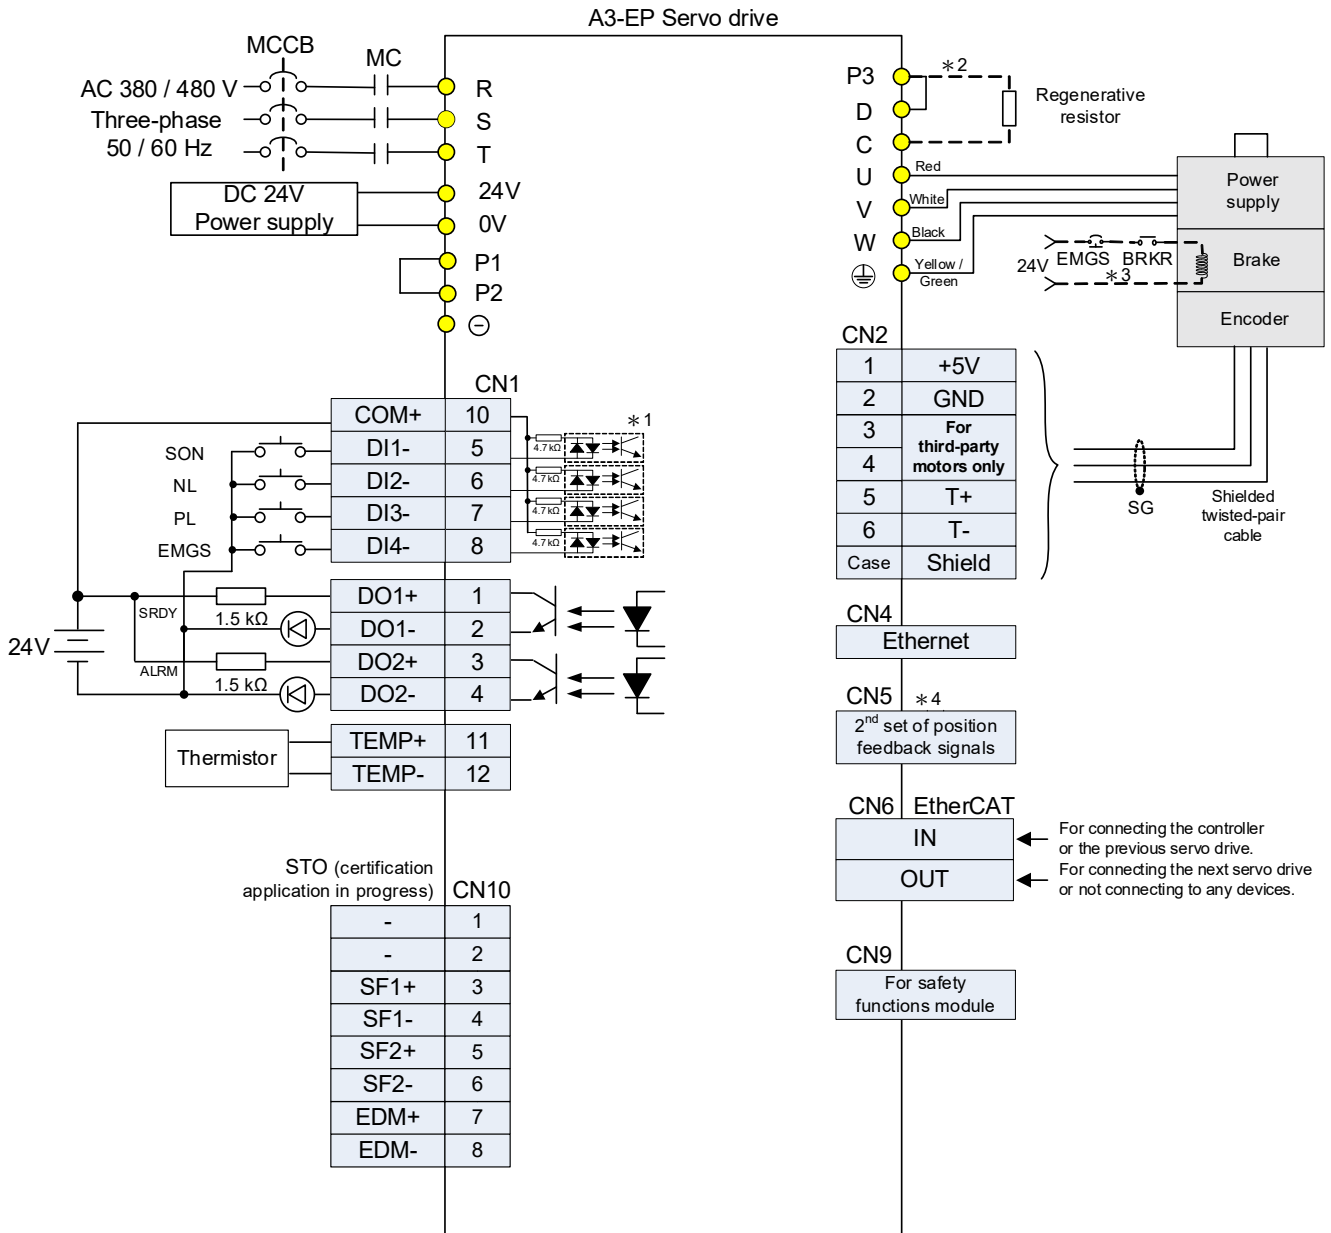 A3-EP Servo drive
MCCB
MC
AC 380 / 480 V
Three-phase
50 / 60 Hz
R
S
T
DC 24V
Power supply
24V
0V
P1
P2
P3
D
C
U
V
W
∗2
Regenerative
resistor
Red
White
Black
Yellow /
Green
Power
supply
Brake
Encoder
24V
EMGS
BRKR
∗3
CN1
COM+ 10
DI1- 5
DI2- 6
DI3- 7
DI4- 8
SON
NL
PL
EMGS
∗1
4.7 kΩ
4.7 kΩ
4.7 kΩ
4.7 kΩ
DO1+ 1
DO1- 2
DO2+ 3
DO2- 4
SRDY
1.5 kΩ
ALRM
1.5 kΩ
24V
Thermistor
TEMP+ 11
TEMP- 12
STO (certification
application in progress)
CN10
- 1
- 2
SF1+ 3
SF1- 4
SF2+ 5
SF2- 6
EDM+ 7
EDM- 8
CN2
1 +5V
2 GND
3 For
third-party
4 motors only
5 T+
6 T-
Case Shield
SG
Shielded
twisted-pair
cable
CN4
Ethernet
CN5 ∗4
2nd set of position
feedback signals
CN6 EtherCAT
IN
OUT
For connecting the controller
or the previous servo drive.
For connecting the next servo drive
or not connecting to any devices.
CN9
For safety
functions module